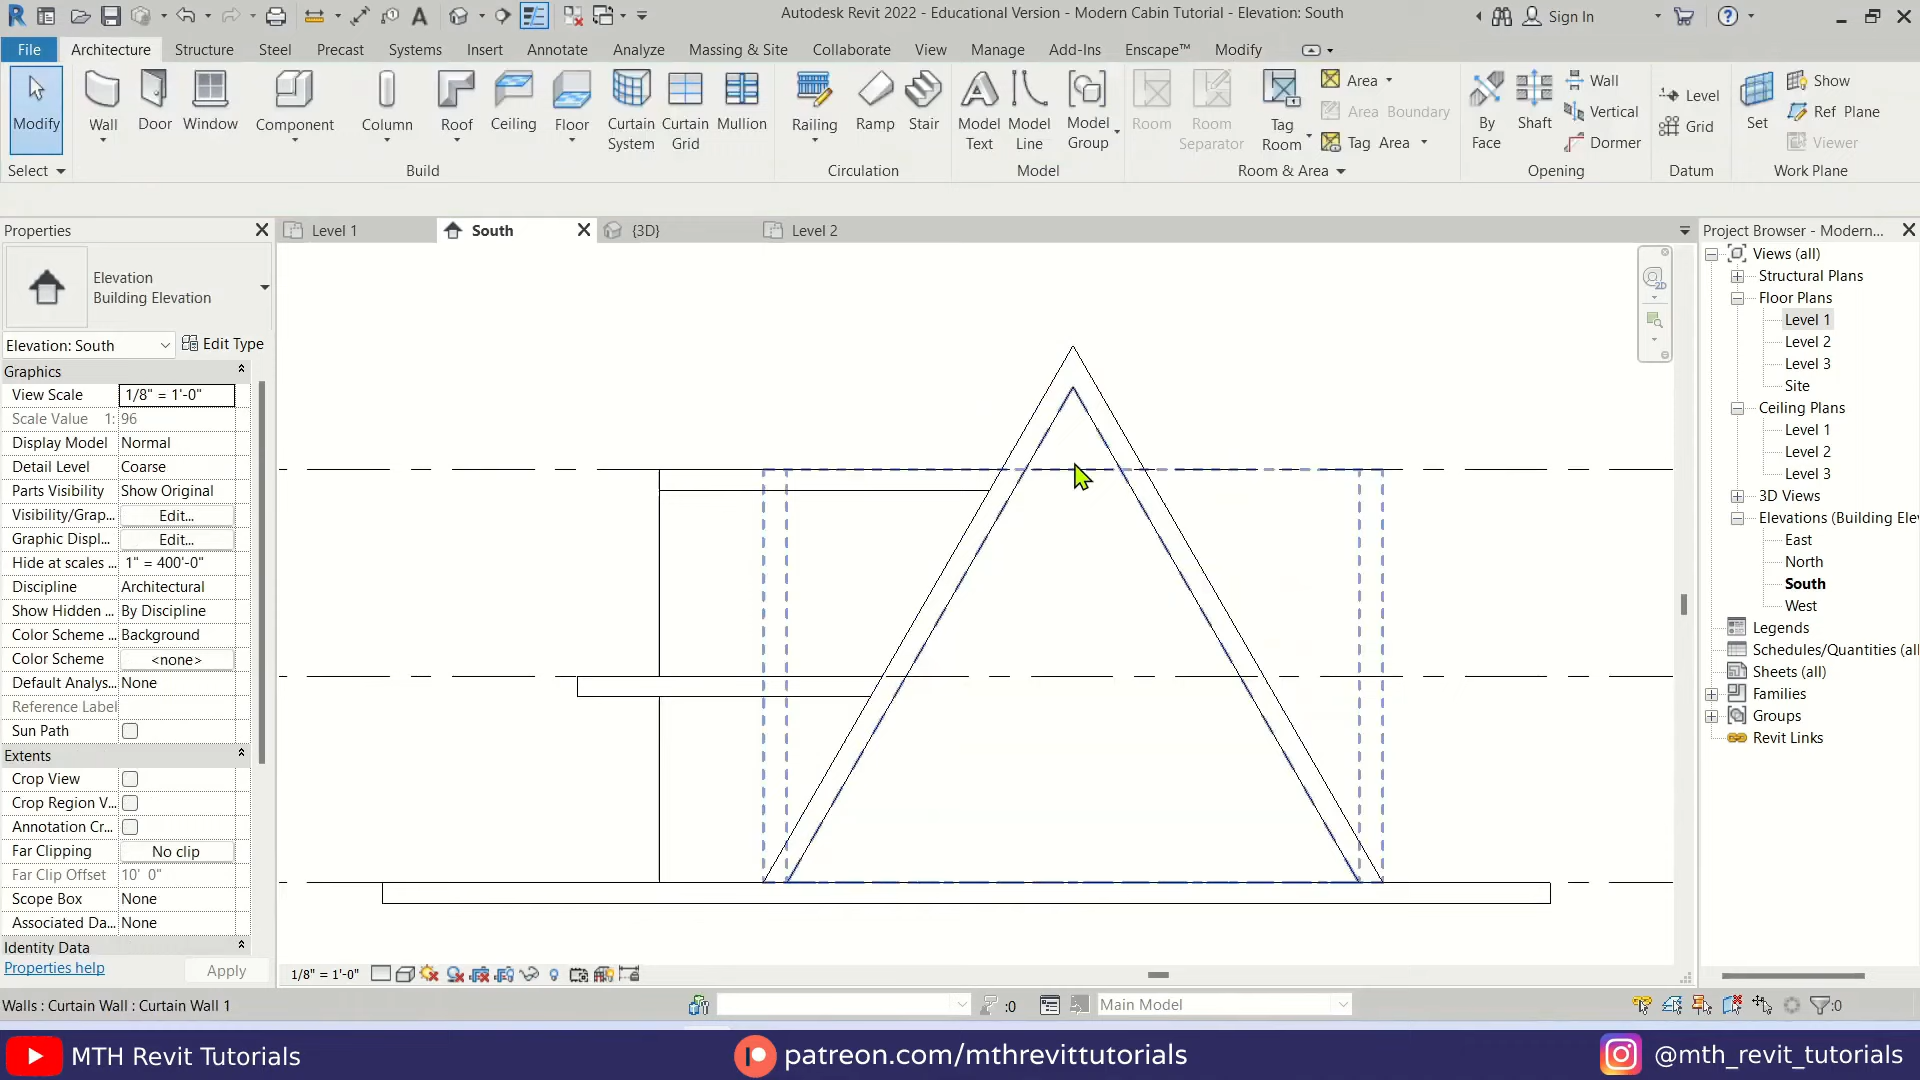 Autodesk Revit 2022 - Educational Version - Modern Cabin Tutorial - Elevation: South
Sign In
File Architecture Structure Steel Precast Systems Insert Annotate Analyze Massing & Site Collaborate View Manage Add-Ins Enscape™ Modify
Modify
Wall
Door
Window
Component
Column
Roof
Ceiling
Floor
Curtain System
Curtain Grid
Mullion
Railing
Ramp
Stair
Model Text
Model Line
Model Group
Room
Room Separator
Tag Room
Area
Area Boundary
Tag Area
By Face
Shaft
Wall
Vertical
Dormer
Level
Grid
Set
Show
Ref Plane
Viewer
Select Build Circulation Model Room & Area Opening Datum Work Plane
Properties
Level 1 South {3D} Level 2
Elevation
Building Elevation
Elevation: South Edit Type
Graphics
View Scale 1/8" = 1'-0"
Scale Value 1: 96
Display Model Normal
Detail Level Coarse
Parts Visibility Show Original
Visibility/Grap... Edit...
Graphic Displ... Edit...
Hide at scales ... 1" = 400'-0"
Discipline Architectural
Show Hidden ... By Discipline
Color Scheme ... Background
Color Scheme <none>
Default Analys... None
Reference Label
Sun Path
Extents
Crop View
Crop Region V...
Annotation Cr...
Far Clipping No clip
Far Clip Offset 10' 0"
Scope Box None
Associated Da... None
Identity Data
Properties help Apply
1/8" = 1'-0"
Project Browser - Modern...
Views (all)
Structural Plans
Floor Plans
Level 1
Level 2
Level 3
Site
Ceiling Plans
Level 1
Level 2
Level 3
3D Views
Elevations (Building Ele
East
North
South
West
Legends
Schedules/Quantities (all
Sheets (all)
Families
Groups
Revit Links
2D
Walls : Curtain Wall : Curtain Wall 1
:0
Main Model
:0
MTH Revit Tutorials
patreon.com/mthrevittutorials
@mth_revit_tutorials